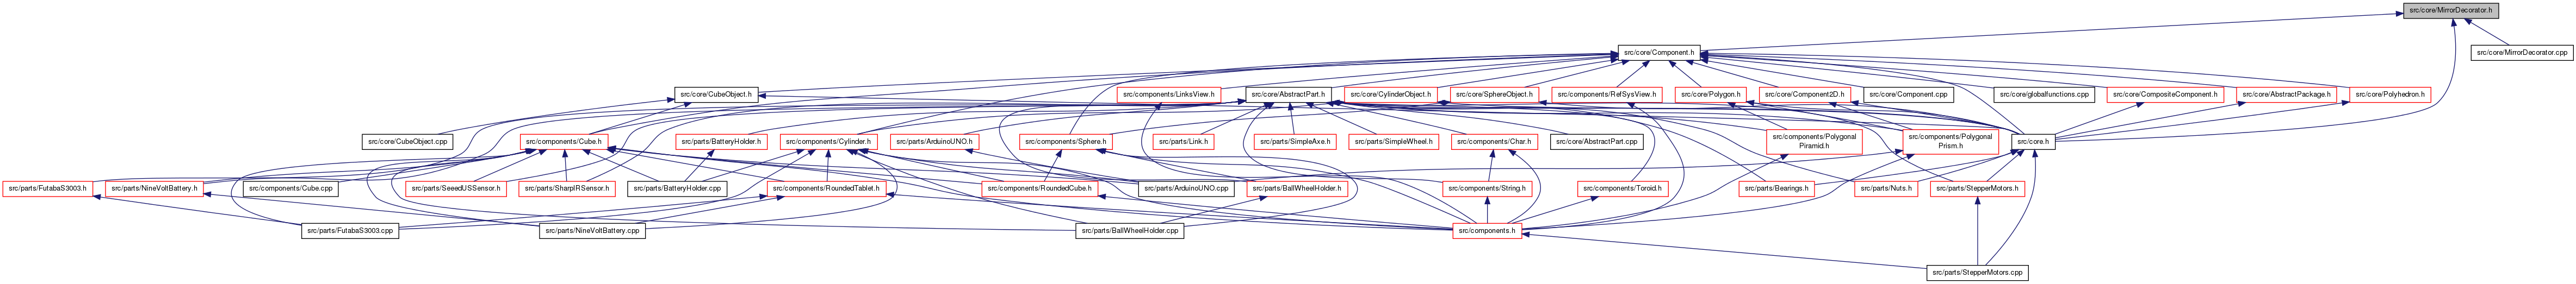 src/core/MirrorDecorator.h
src/core/Component.h
src/core/MirrorDecorator.cpp
src/core/CubeObject.h
src/components/LinksView.h
src/core/AbstractPart.h
src/core/CylinderObject.h
src/core/SphereObject.h
src/components/RefSysView.h
src/core/Polygon.h
src/core/Component2D.h
src/core/Component.cpp
src/core/globalfunctions.cpp
src/core/CompositeComponent.h
src/core/AbstractPackage.h
src/core/Polyhedron.h
src/core/CubeObject.cpp
src/components/Cube.h
src/parts/BatteryHolder.h
src/components/Cylinder.h
src/parts/ArduinoUNO.h
src/components/Sphere.h
src/parts/Link.h
src/parts/SimpleAxe.h
src/parts/SimpleWheel.h
src/components/Char.h
src/core/AbstractPart.cpp
src/components/Polygonal
Piramid.h
src/components/Polygonal
Prism.h
src/core.h
src/parts/FutabaS3003.h
src/parts/NineVoltBattery.h
src/components/Cube.cpp
src/parts/SeeedUSSensor.h
src/parts/SharpIRSensor.h
src/parts/BatteryHolder.cpp
src/components/RoundedTablet.h
src/components/RoundedCube.h
src/parts/ArduinoUNO.cpp
src/parts/BallWheelHolder.h
src/components/String.h
src/components/Toroid.h
src/parts/Bearings.h
src/parts/Nuts.h
src/parts/StepperMotors.h
src/parts/FutabaS3003.cpp
src/parts/NineVoltBattery.cpp
src/parts/BallWheelHolder.cpp
src/components.h
src/parts/StepperMotors.cpp